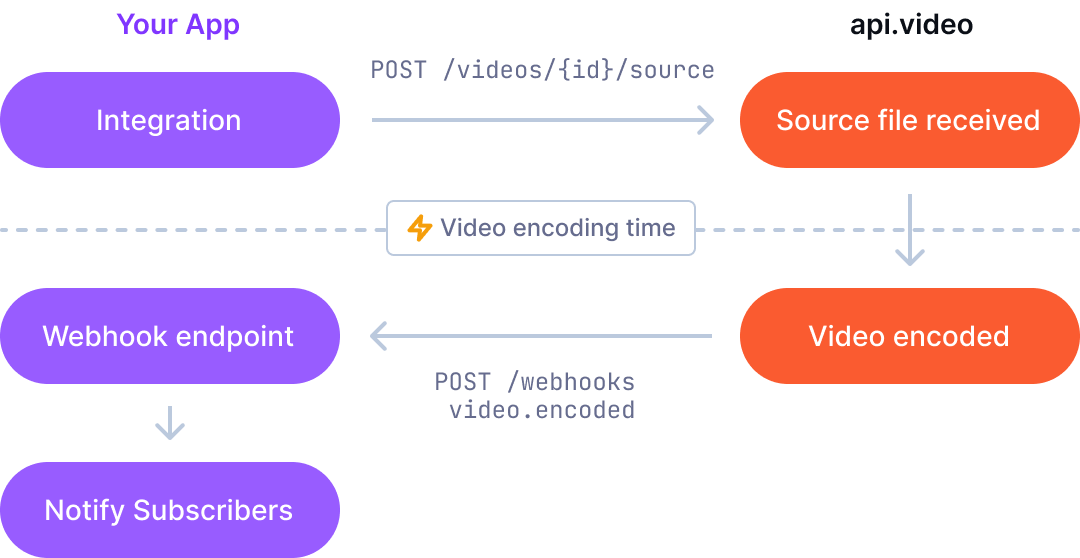 Your App
api.video
POST /videos/{id}/source
Integration
Source file received
Video encoding time
Webhook endpoint
Video encoded
POST /webhooks
video.encoded
Notify Subscribers